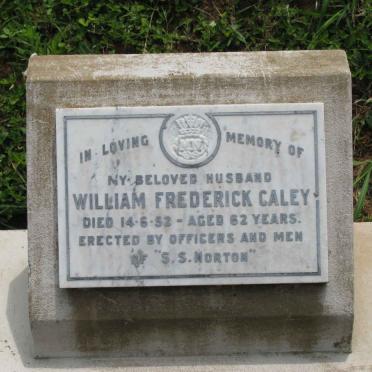 IN LOVING MEMORY OF
MY BELOVED HUSBAND
WILLIAM FREDERICK CALEY
DIED 14·6·52 - AGED 62 YEARS.
ERECTED BY OFFICERS AND MEN
OF "S.S. NORTON"